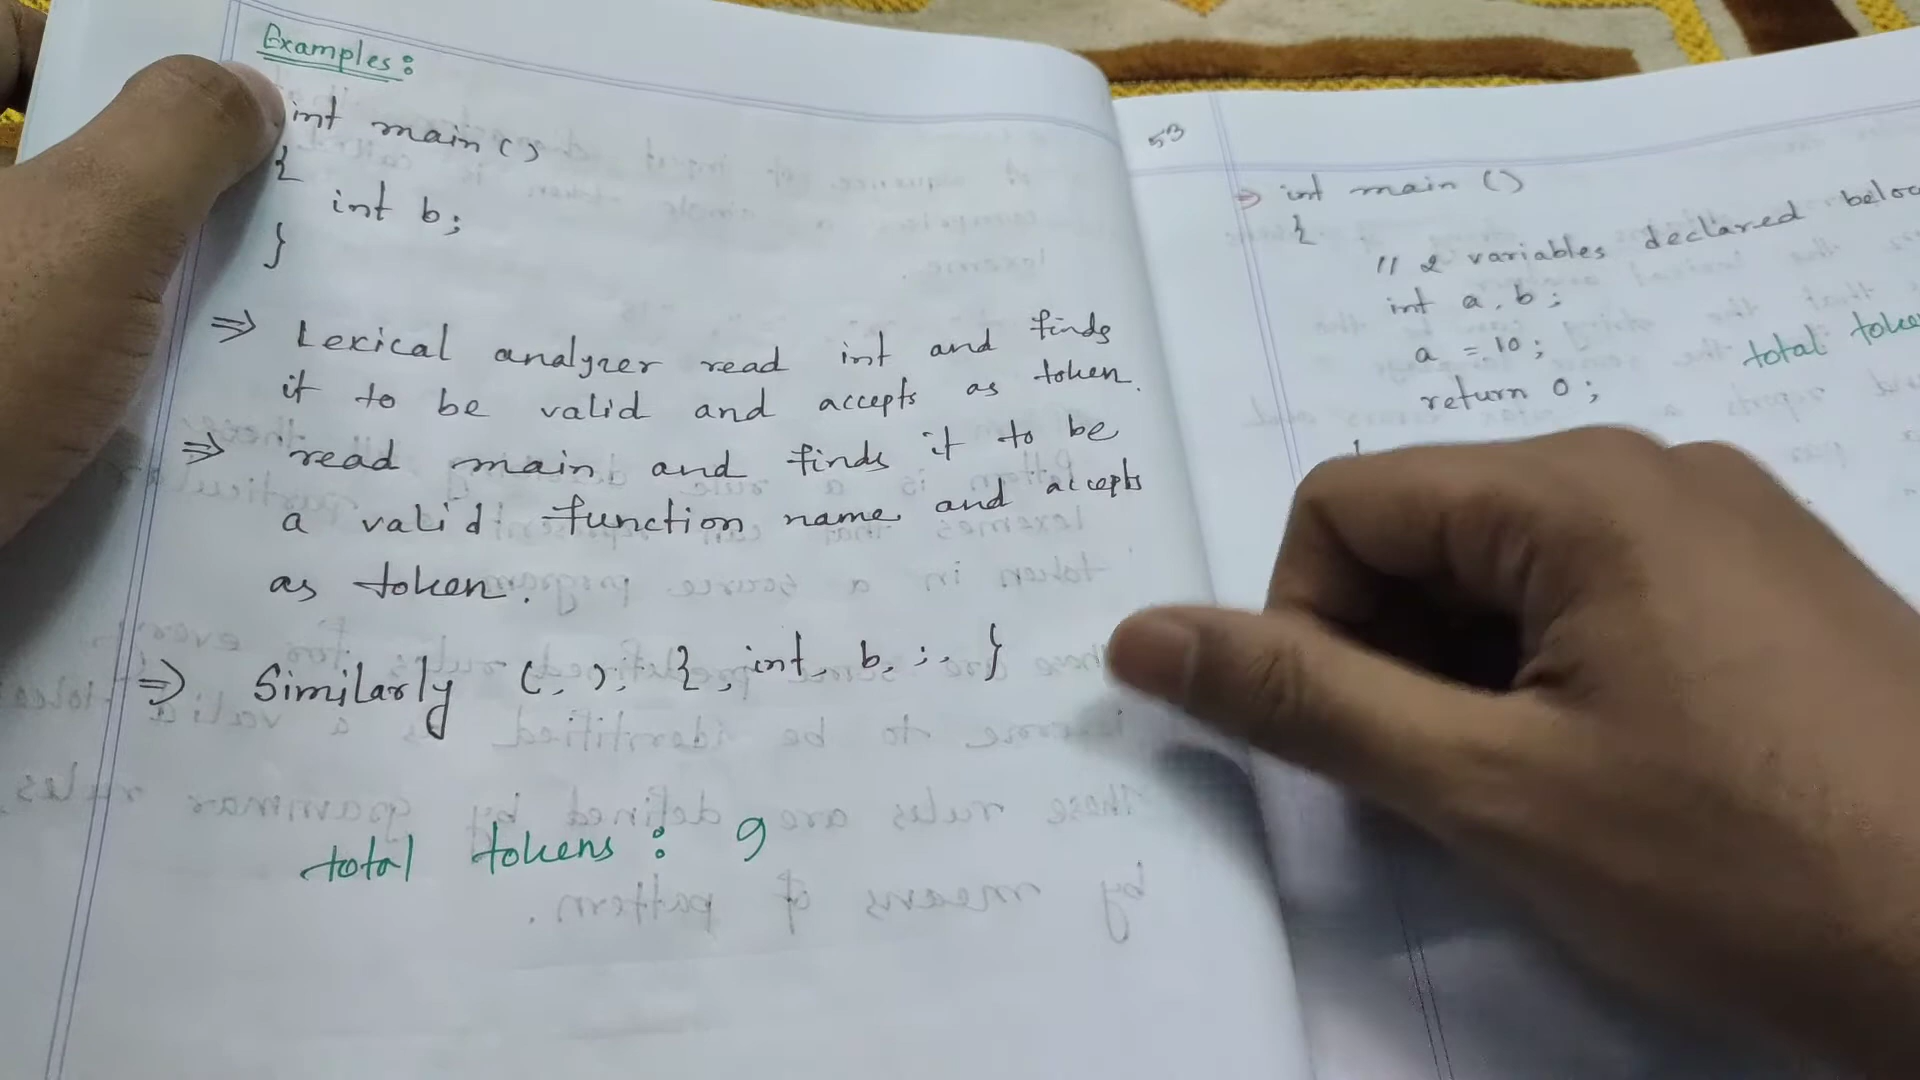 Examples:
int main()
{
int b;
}
⇒ Lexical analyzer read int and finds
it to be valid and accepts as token.
⇒ read main and finds it to be
a valid function name and accepts
as token.
⇒ Similarly (, ), {, int, b, ;, }
total tokens : 9
53
⇒ int main ()
{
// 2 variables declared
int a, b;
a = 10;
total
return 0;